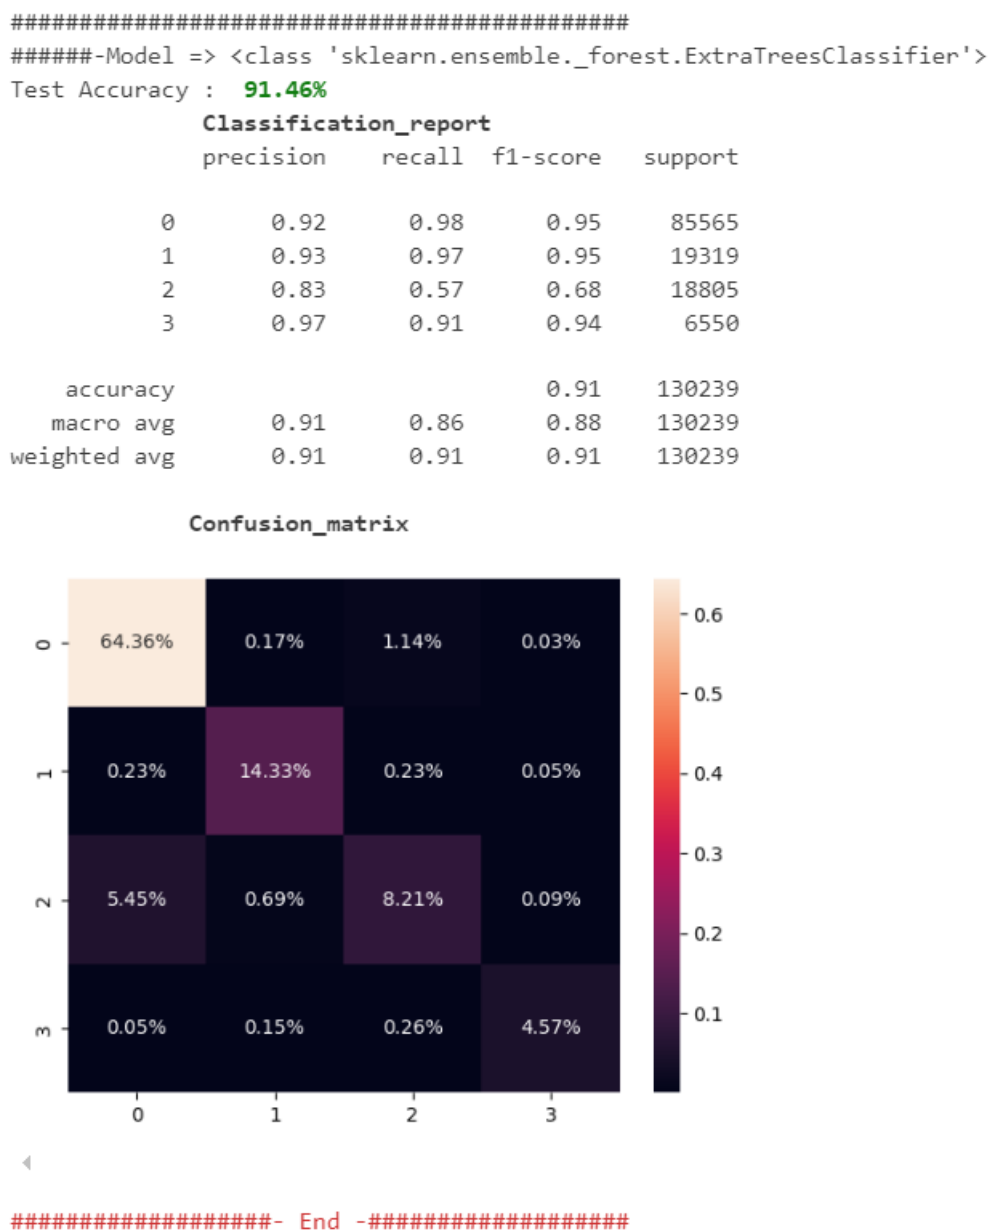 #############################################
######-Model => <class 'sklearn.ensemble._forest.ExtraTreesClassifier'>
Test Accuracy : 91.46%
Classification_report
precision recall f1-score support
0 0.92 0.98 0.95 85565
1 0.93 0.97 0.95 19319
2 0.83 0.57 0.68 18805
3 0.97 0.91 0.94 6550
accuracy 0.91 130239
macro avg 0.91 0.86 0.88 130239
weighted avg 0.91 0.91 0.91 130239
Confusion_matrix
0 64.36% 0.17% 1.14% 0.03%
1 0.23% 14.33% 0.23% 0.05%
2 5.45% 0.69% 8.21% 0.09%
3 0.05% 0.15% 0.26% 4.57%
0 1 2 3
0.6
0.5
0.4
0.3
0.2
0.1
###################- End -###################